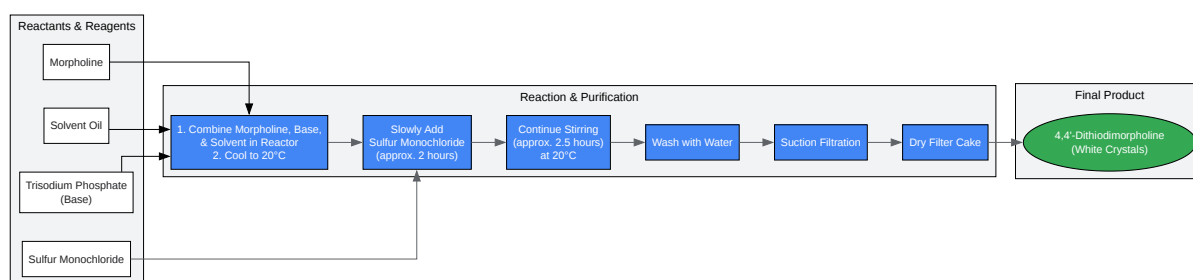 Reactants & Reagents
Morpholine
Solvent Oil
Trisodium Phosphate
(Base)
Sulfur Monochloride
Reaction & Purification
1. Combine Morpholine, Base,
& Solvent in Reactor
2. Cool to 20°C
Slowly Add
Sulfur Monochloride
(approx. 2 hours)
Continue Stirring
(approx. 2.5 hours)
at 20°C
Wash with Water
Suction Filtration
Dry Filter Cake
Final Product
4,4'-Dithiodimorpholine
(White Crystals)